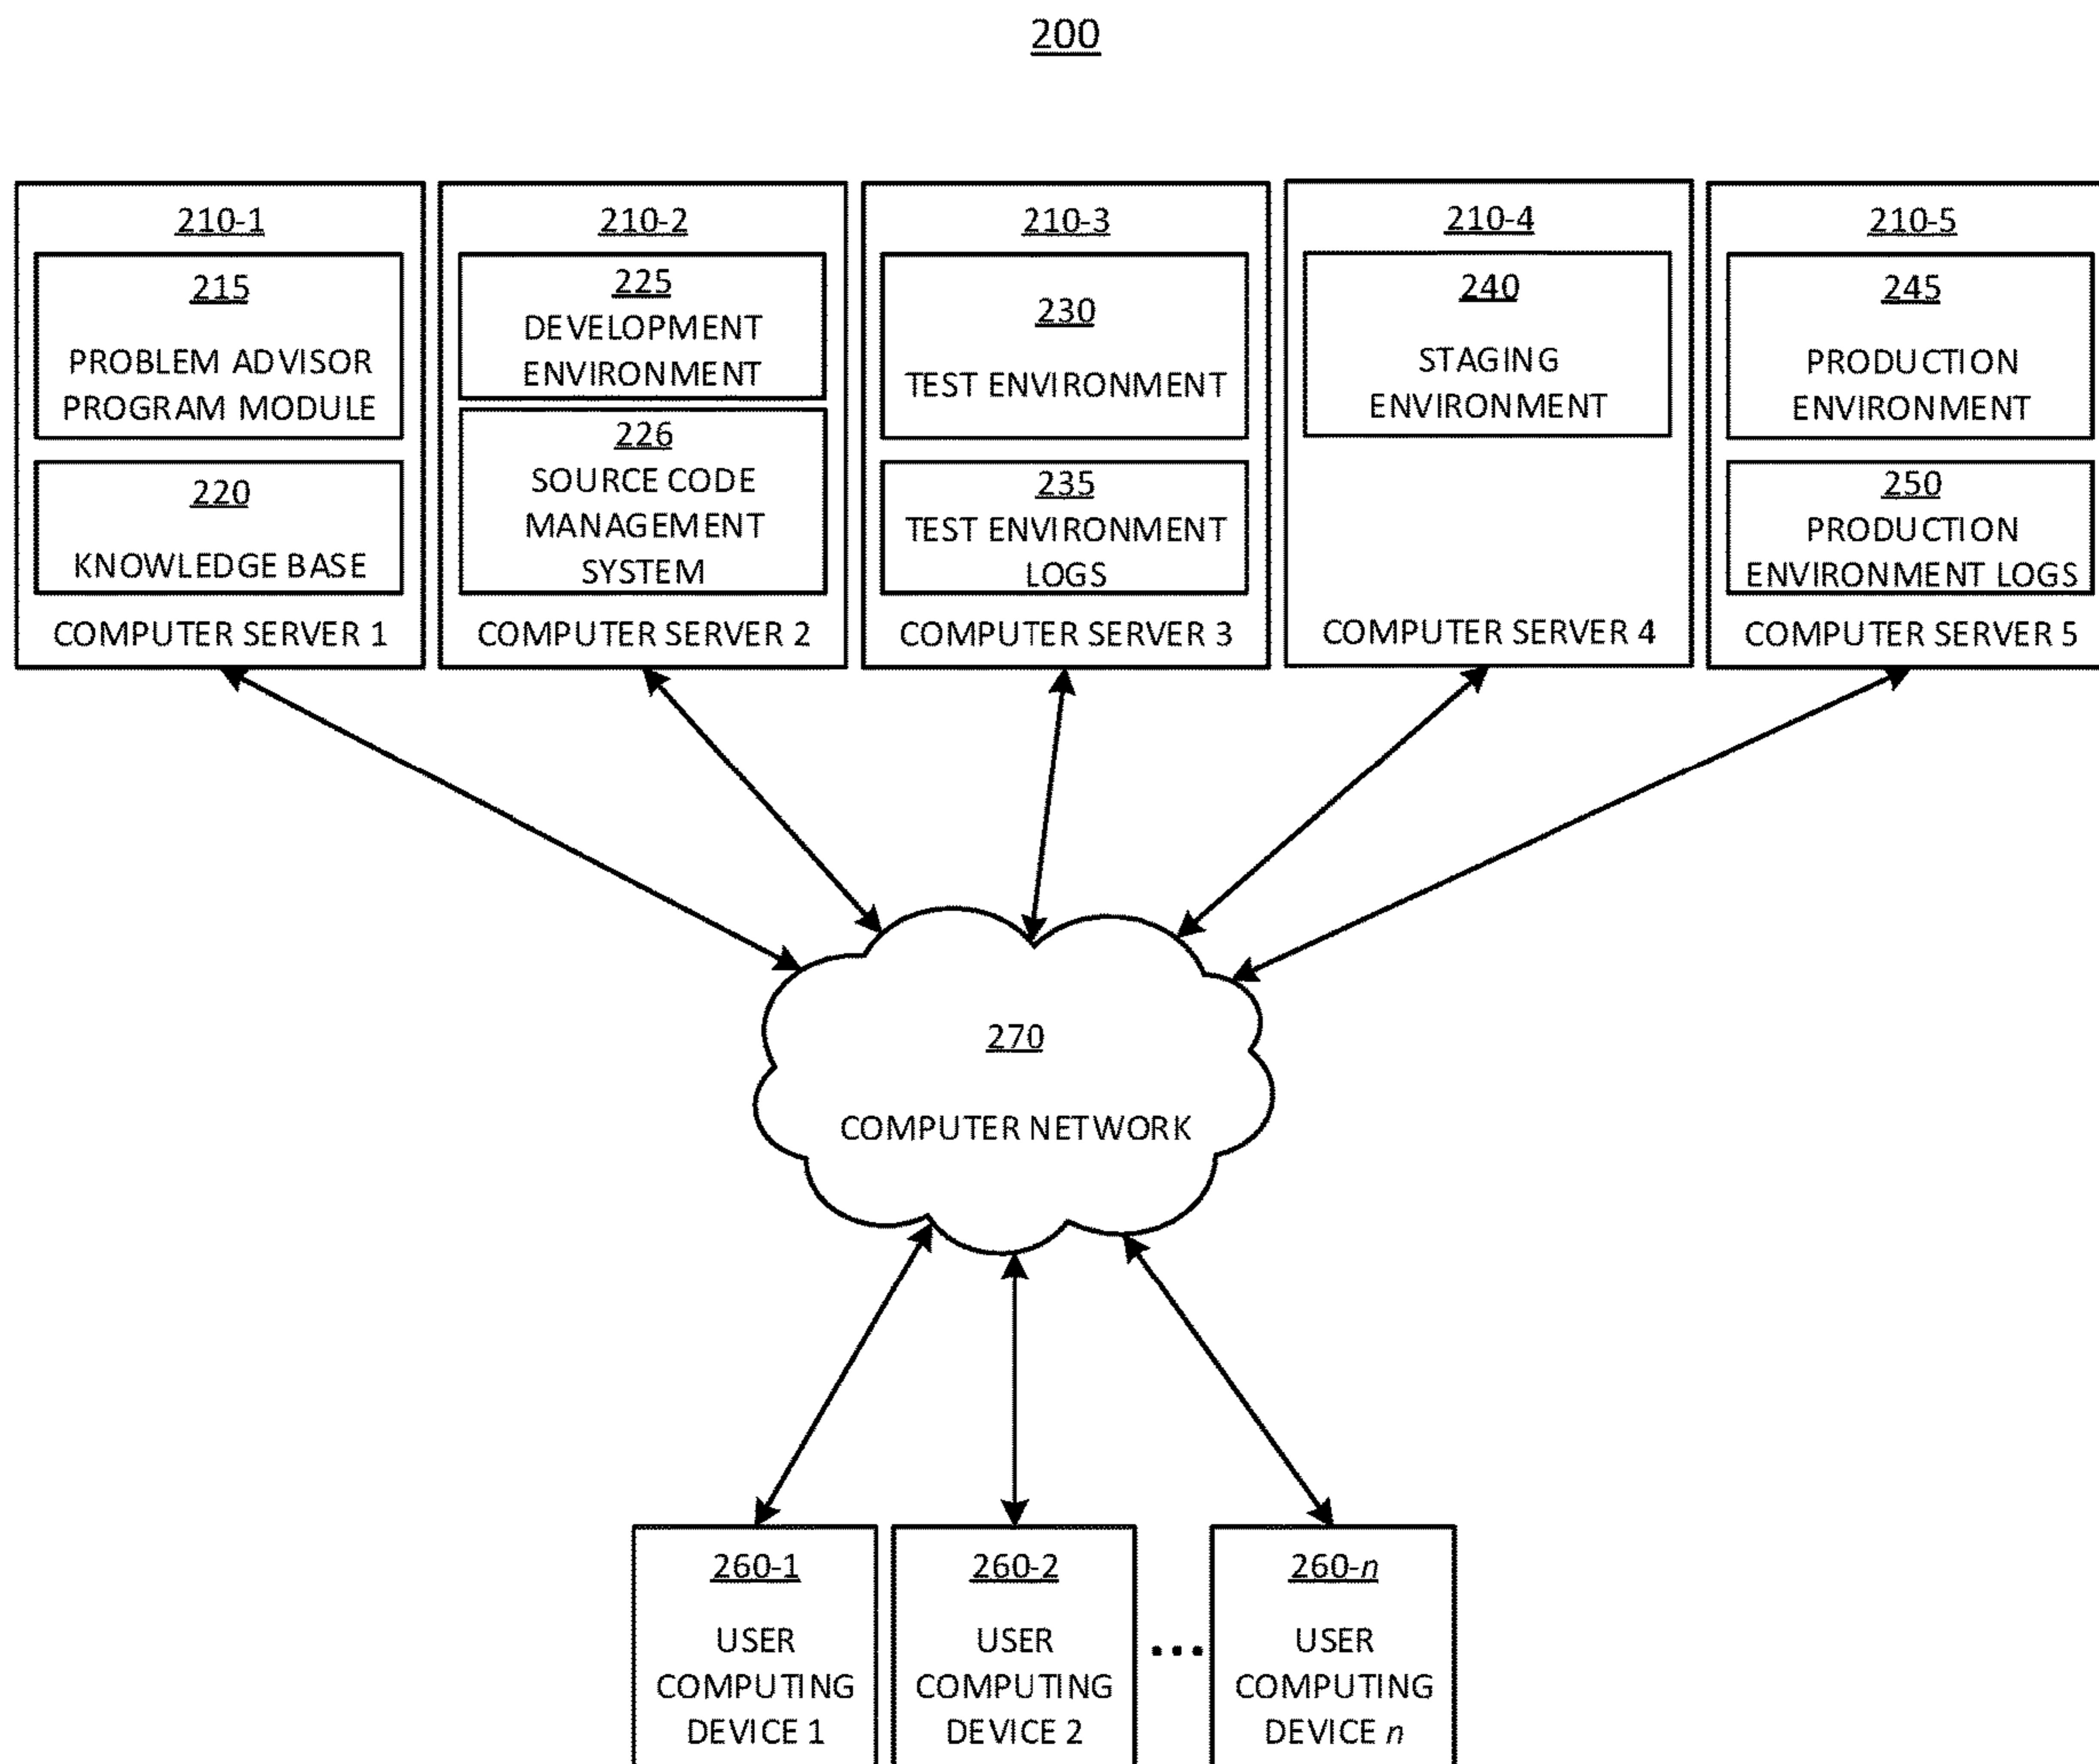 200
210-1
215
PROBLEM ADVISOR
PROGRAM MODULE
220
KNOWLEDGE BASE
COMPUTER SERVER 1
210-2
225
DEVELOPMENT
ENVIRONMENT
226
SOURCE CODE
MANAGEMENT
SYSTEM
COMPUTER SERVER 2
210-3
230
TEST ENVIRONMENT
235
TEST ENVIRONMENT
LOGS
COMPUTER SERVER 3
210-4
240
STAGING
ENVIRONMENT
COMPUTER SERVER 4
210-5
245
PRODUCTION
ENVIRONMENT
250
PRODUCTION
ENVIRONMENT LOGS
COMPUTER SERVER 5
270
COMPUTER NETWORK
260-1
USER
COMPUTING
DEVICE 1
260-2
USER
COMPUTING
DEVICE 2
...
260-n
USER
COMPUTING
DEVICE n